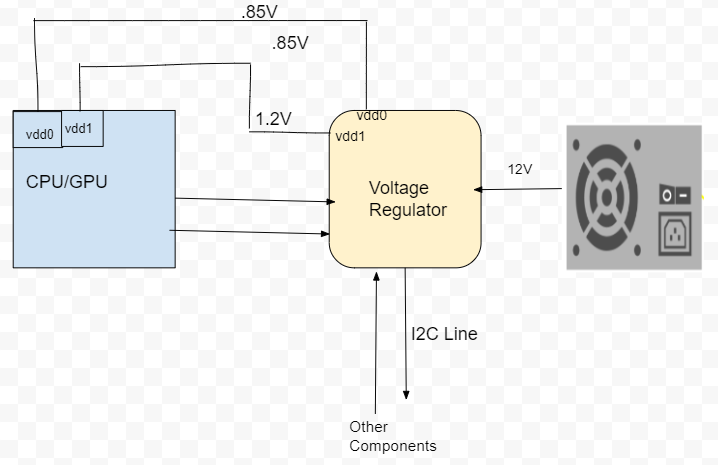 .85V
.85V
1.2V
vdd0
vdd1
vdd0
vdd1
CPU/GPU
Voltage
Regulator
12V
I2C Line
Other
Components